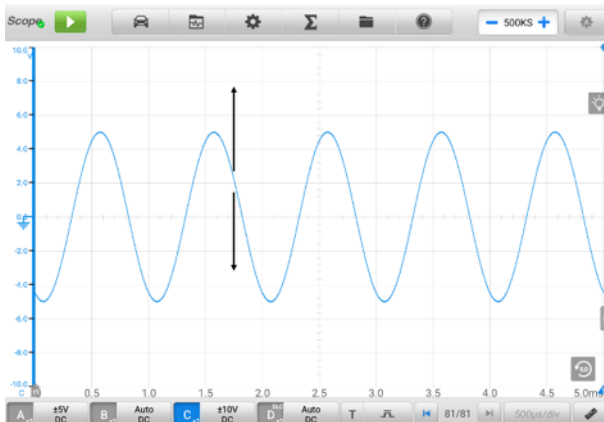 Scope
Σ
?
− 500KS +
10.0
V
8.0
6.0
4.0
2.0
0.0
-2.0
-4.0
-6.0
-8.0
-10.0
C 0.5 1.0 1.5 2.0 2.5 3.0 3.5 4.0 4.5 5.0ms
A ±5V DC B Auto DC C ±10V DC D DLC Auto DC T 81/81 500μs/div